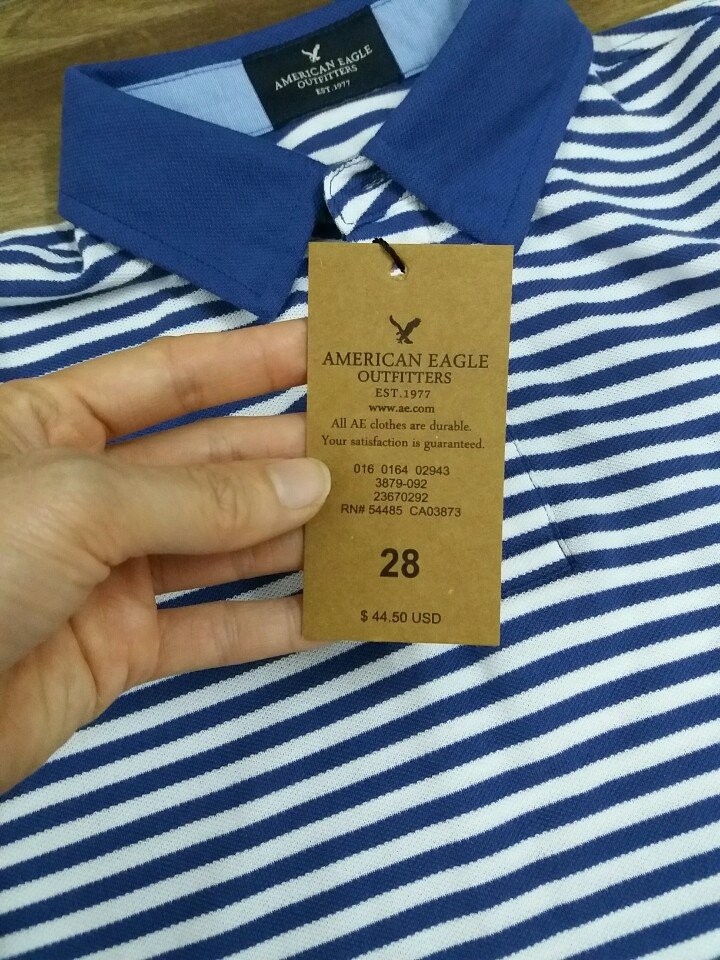 AMERICAN EAGLE
OUTFITTERS
EST.1977
AMERICAN EAGLE
OUTFITTERS
EST.1977
www.ae.com
All AE clothes are durable.
Your satisfaction is guaranteed.
016 0164 02943
3879-092
23670292
RN# 54485 CA03873
28
$ 44.50 USD